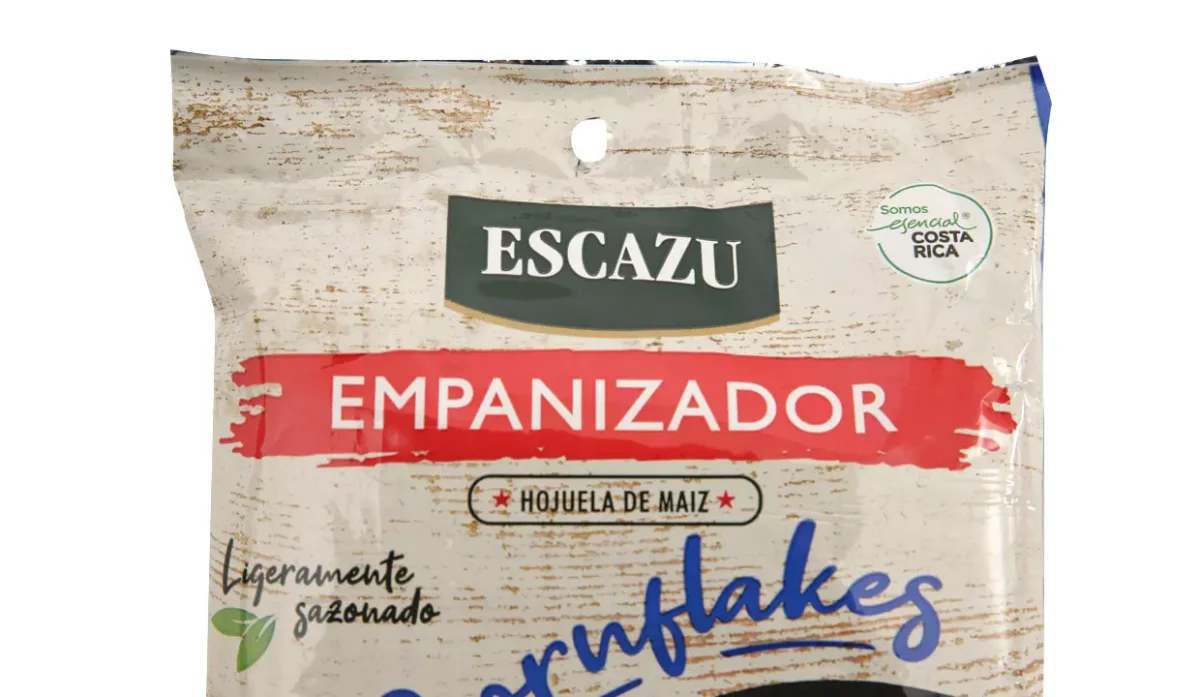 ESCAZU
Somos
esencial®
COSTA
RICA
EMPANIZADOR
★ HOJUELA DE MAIZ ★
Ligeramente
sazonado